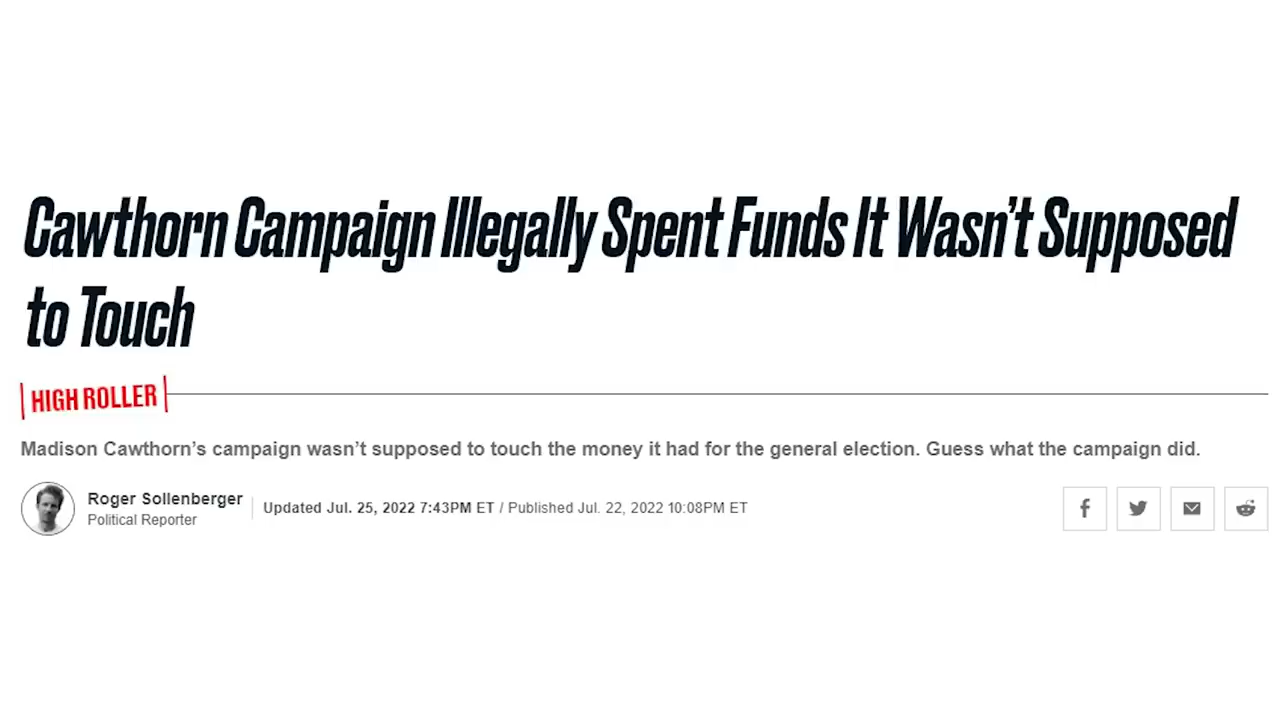 Cawthorn Campaign Illegally Spent Funds It Wasn't Supposed
to Touch
HIGH ROLLER
Madison Cawthorn's campaign wasn't supposed to touch the money it had for the general election. Guess what the campaign did.
Roger Sollenberger
Political Reporter
Updated Jul. 25, 2022 7:43PM ET / Published Jul. 22, 2022 10:08PM ET